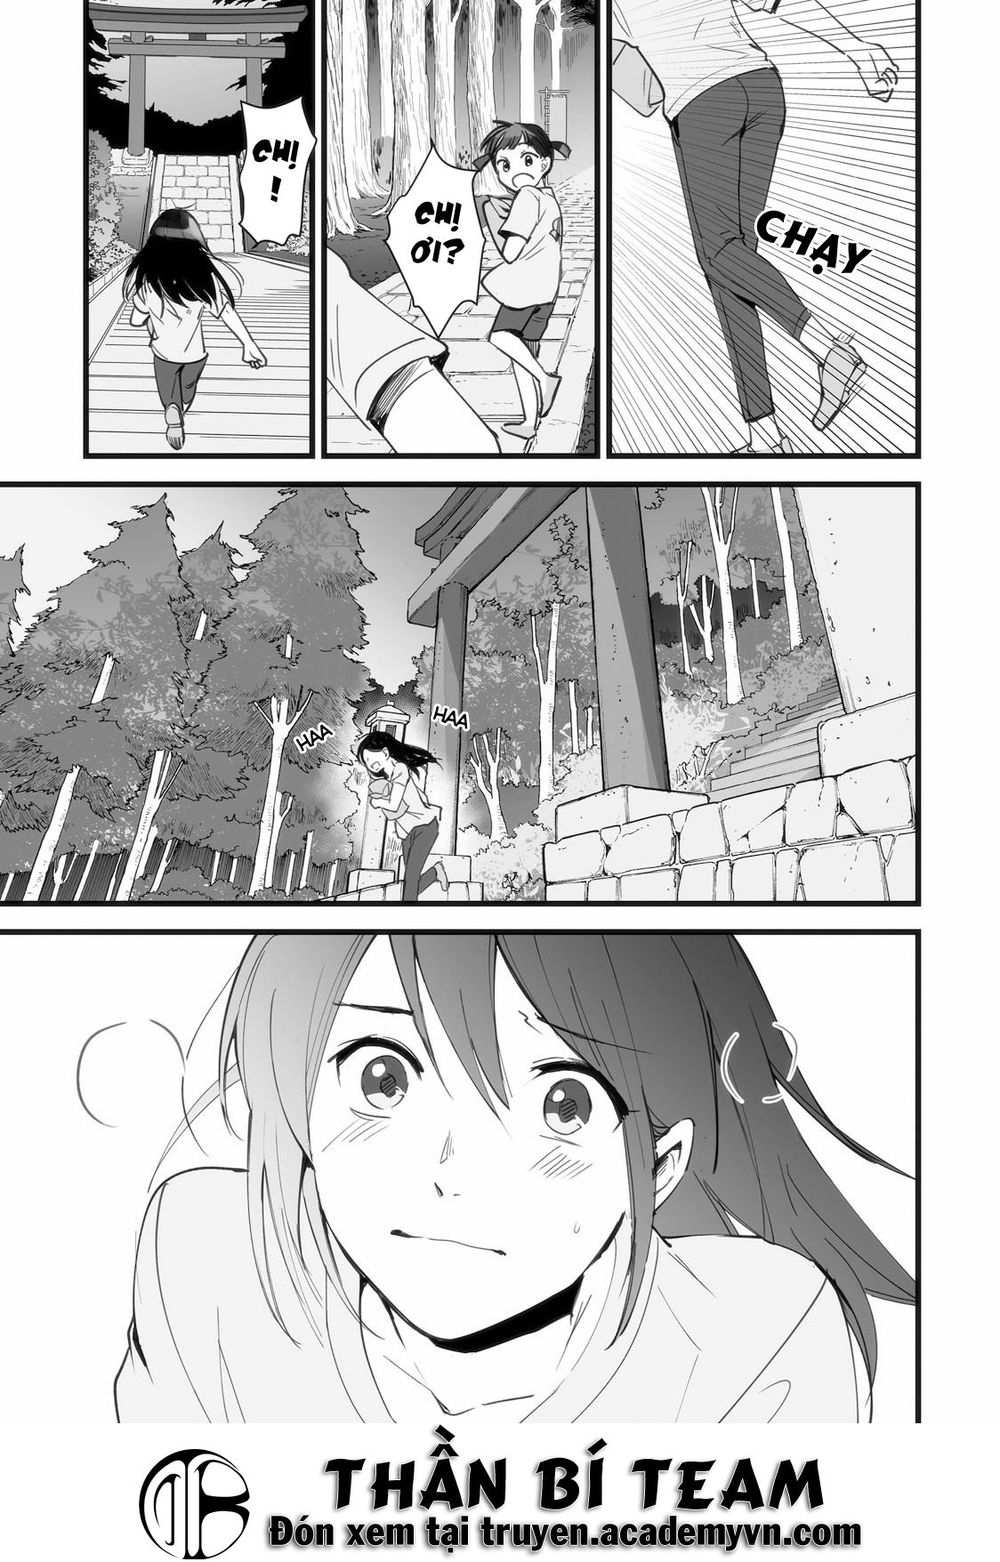 CHẠY
CHỊ
ƠI?
CHỊ
!
HAA
HAA
THẦN BÍ TEAM
Đón xem tại truyen.academyvn.com